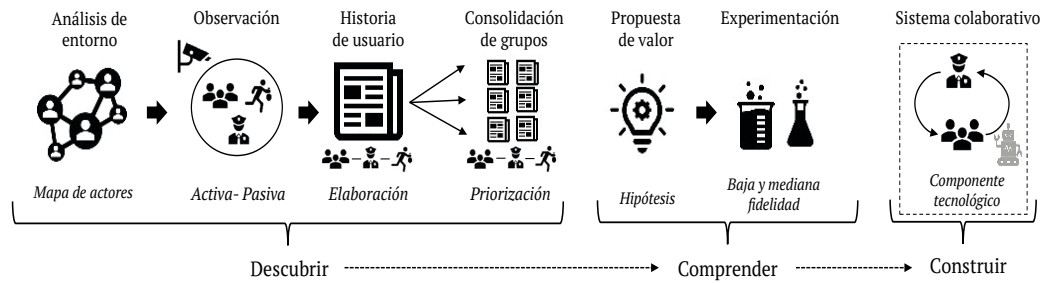 Análisis de
entorno
Observación
Historia
de usuario
Consolidación
de grupos
Propuesta
de valor
Experimentación
Sistema colaborativo
Mapa de actores
Activa- Pasiva
Elaboración
Priorización
Hipótesis
Baja y mediana
fidelidad
Componente
tecnológico
Descubrir
Comprender
Construir